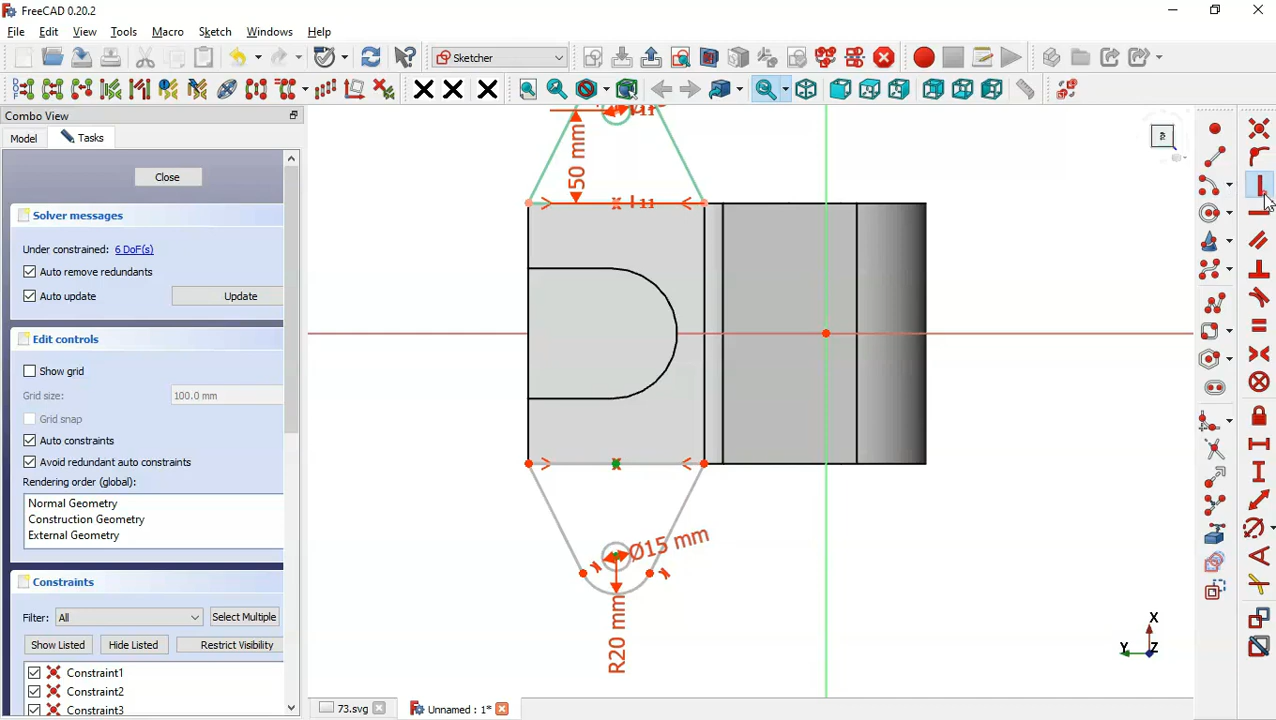 FreeCAD 0.20.2
File Edit View Tools Macro Sketch Windows Help
Sketcher
Combo View
Model Tasks
Close
Solver messages
Under constrained: 6 DoF(s)
Auto remove redundants
Auto update Update
Edit controls
Show grid
Grid size: 100.0 mm
Grid snap
Auto constraints
Avoid redundant auto constraints
Rendering order (global):
Normal Geometry
Construction Geometry
External Geometry
Constraints
Filter: All Select Multiple
Show Listed Hide Listed Restrict Visibility
Constraint1
Constraint2
Constraint3
11
50 mm
11
Ø15 mm
R20 mm
X
Y
Z
73.svg Unnamed : 1*